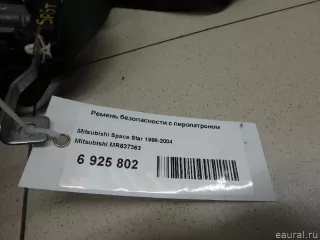 Ремень безопасности с пиропатроном
Mitsubishi Space Star 1998-2004
Mitsubishi MR637363
6 925 802
eaural.ru